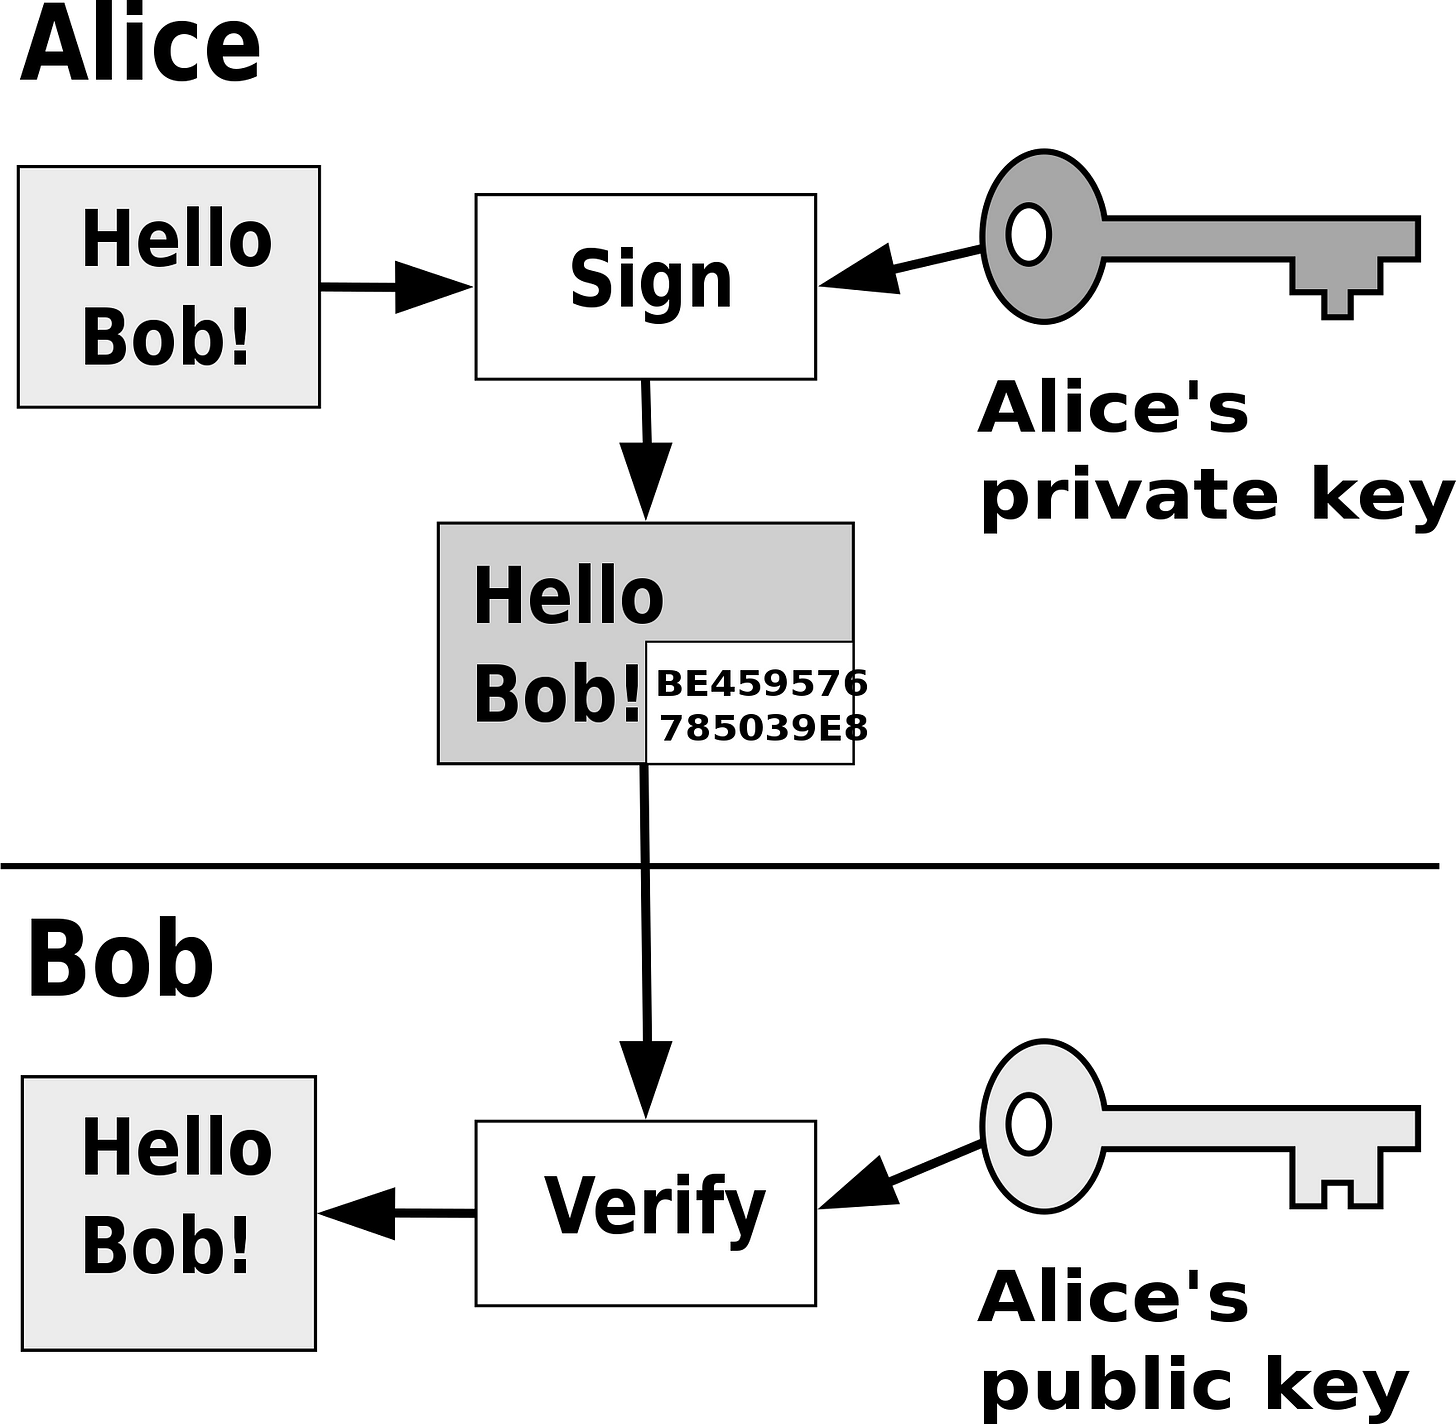 Alice
Hello
Bob!
Sign
Alice's
private key
Hello
Bob!
BE459576
785039E8
Bob
Hello
Bob!
Verify
Alice's
public key